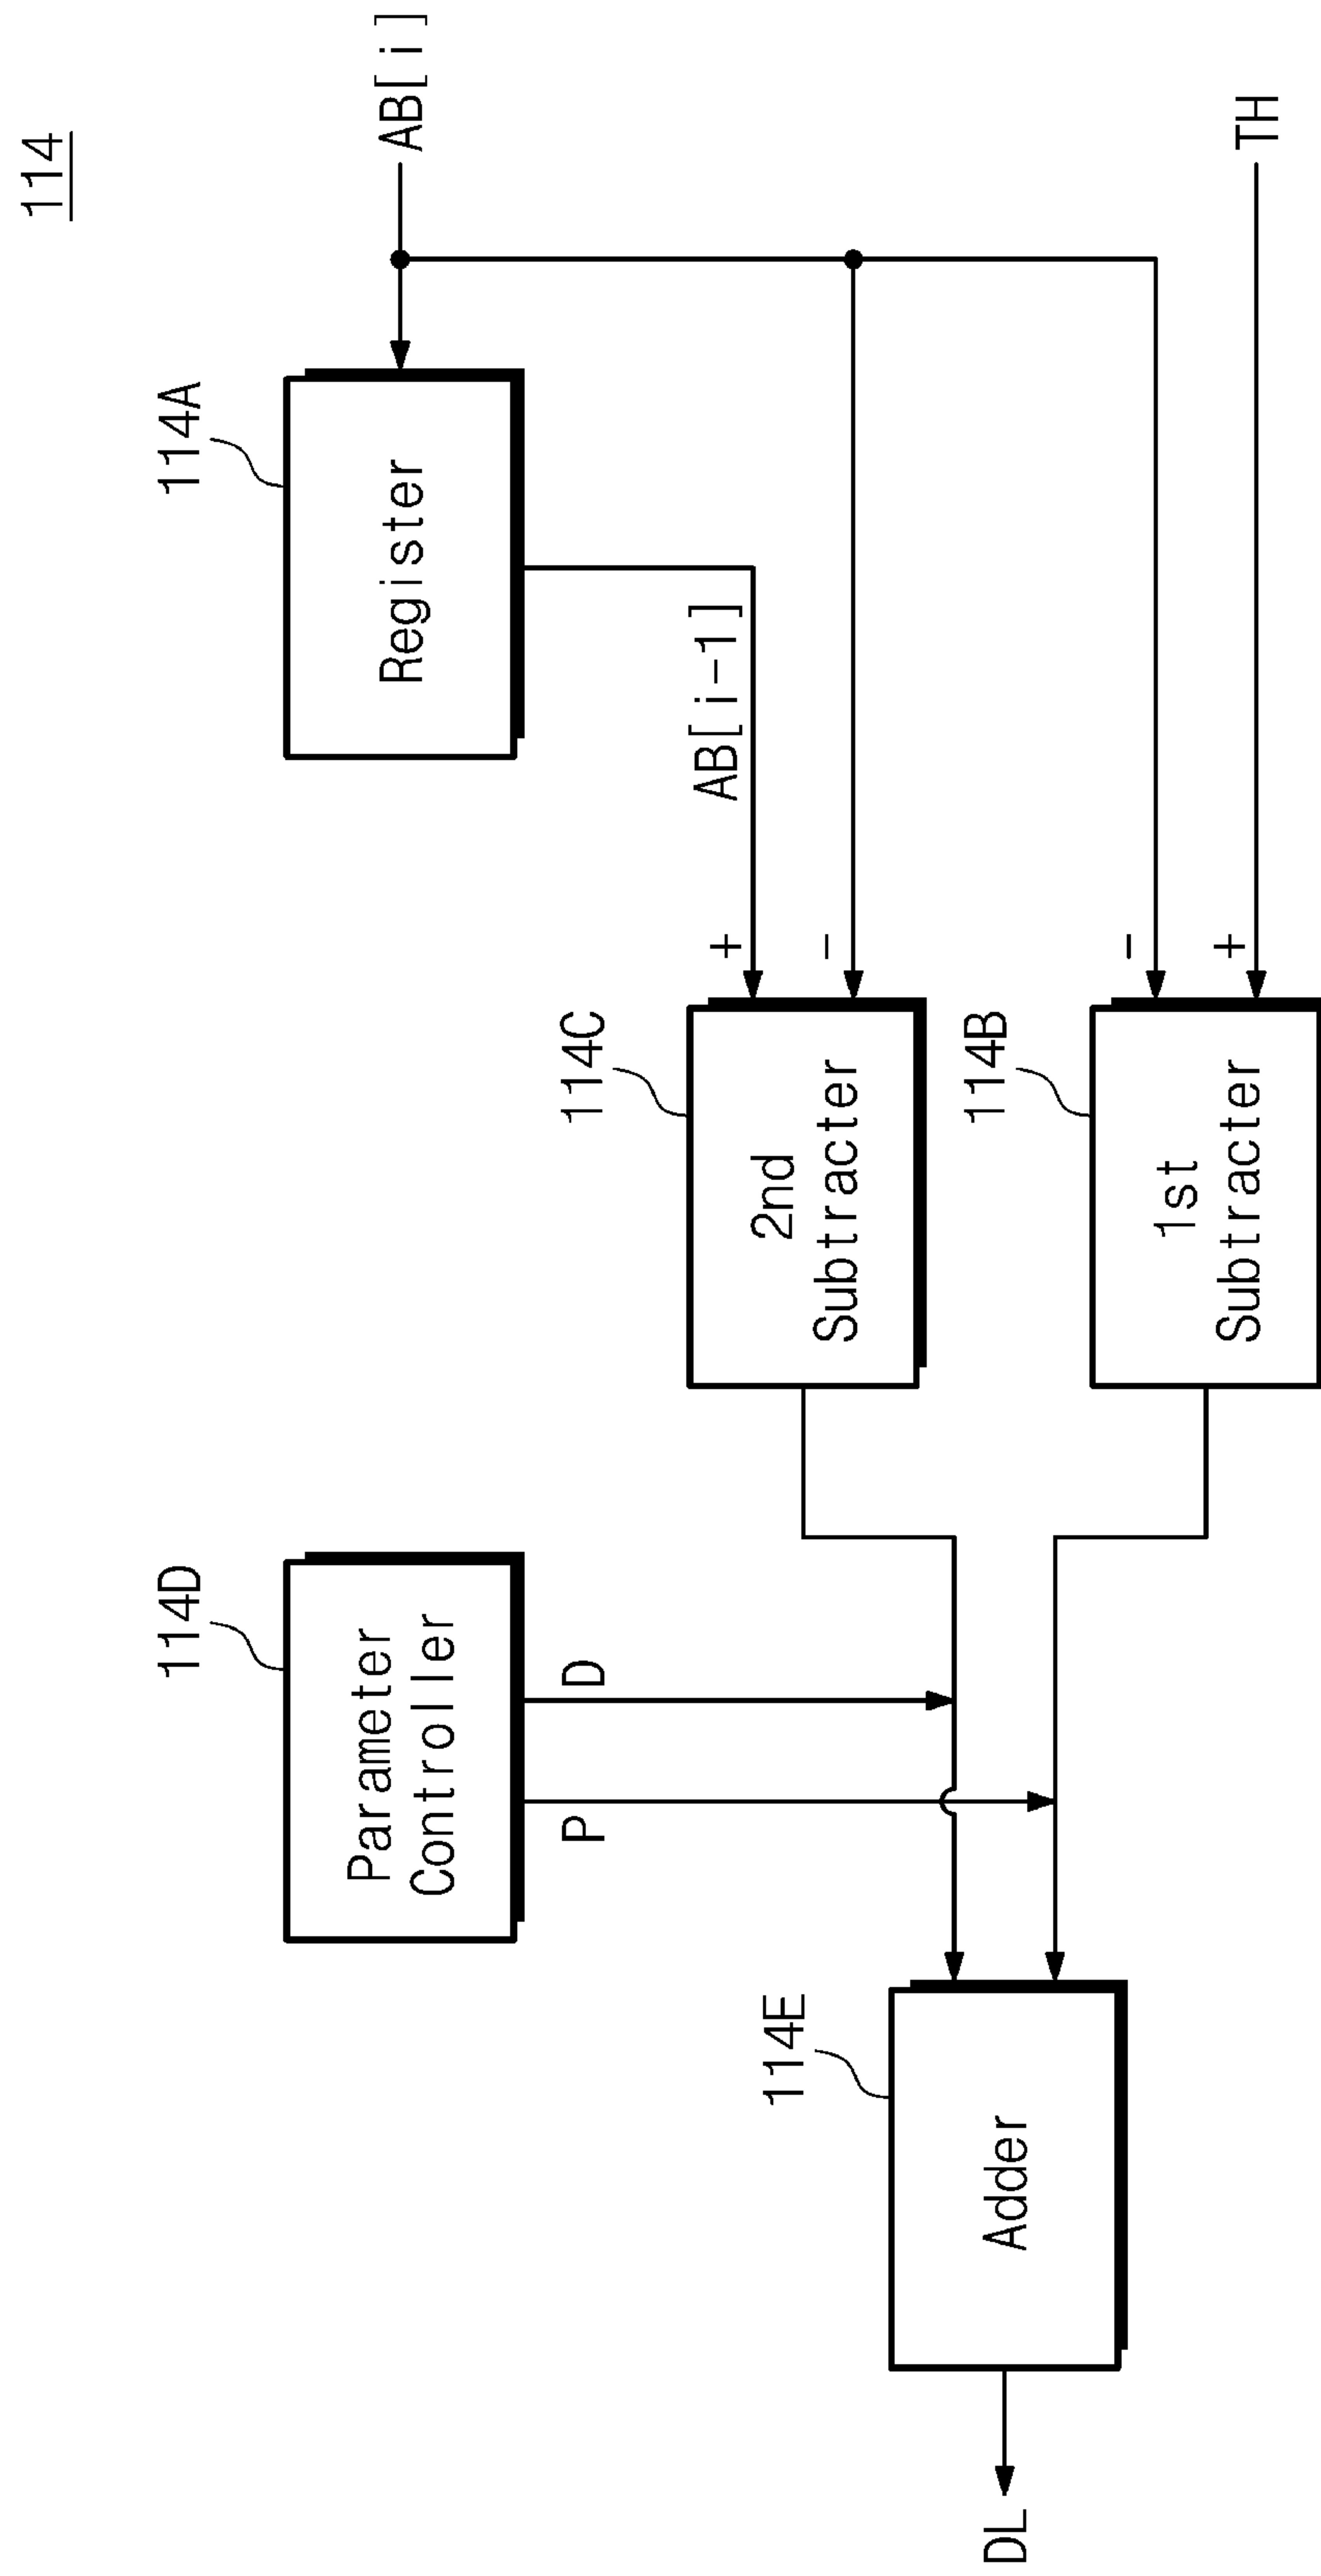 114
114A
Register
AB[i]
AB[i-1]
114D
Parameter
Controller
D
P
114C
2nd
Subtracter
+
-
114B
1st
Subtracter
-
+
TH
114E
Adder
DL